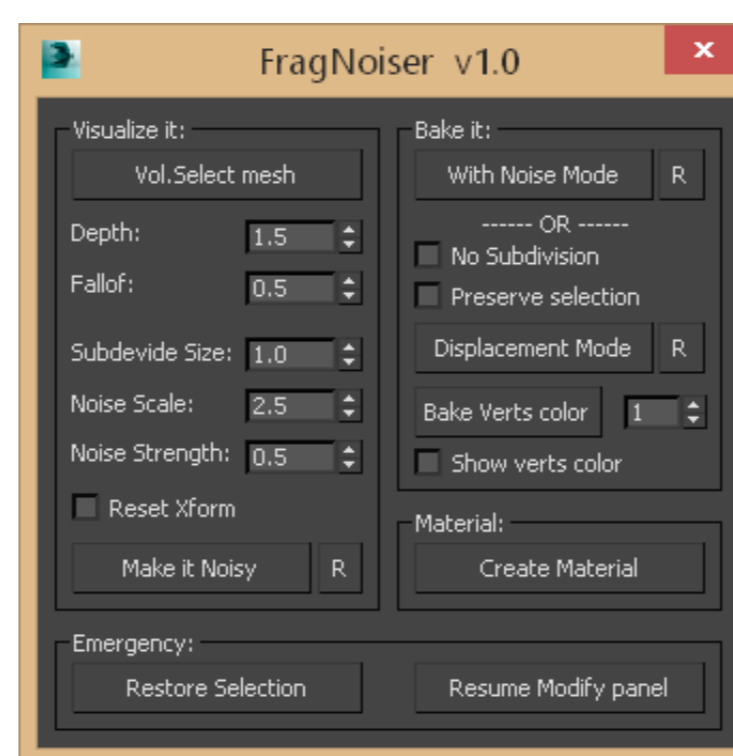 FragNoiser v1.0
x
Visualize it:
Vol.Select mesh
Depth: 1.5
Fallof: 0.5
Subdevide Size: 1.0
Noise Scale: 2.5
Noise Strength: 0.5
Reset Xform
Make it Noisy R
Bake it:
With Noise Mode R
------ OR ------
No Subdivision
Preserve selection
Displacement Mode R
Bake Verts color 1
Show verts color
Material:
Create Material
Emergency:
Restore Selection Resume Modify panel